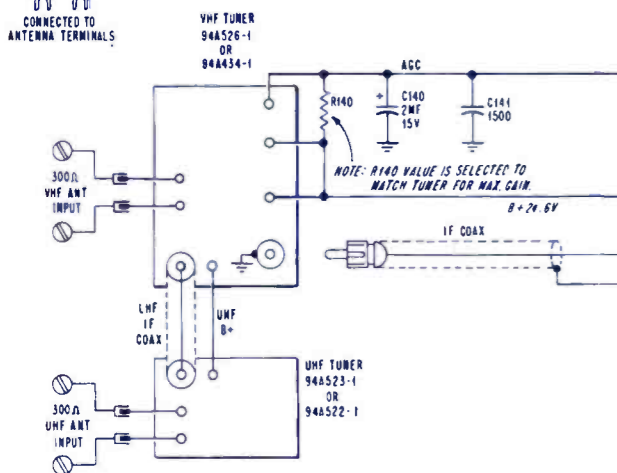 CONNECTED TO
ANTENNA TERMINALS
VHF TUNER
94A526-1
OR
94A434-1
AGC
R140
+
C140
2MF
15V
C141
1500
NOTE: R140 VALUE IS SELECTED TO
MATCH TUNER FOR MAX. GAIN.
B+24.6V
300Ω
VHF ANT
INPUT
IF COAX
UHF
IF
COAX
UHF
B+
UHF TUNER
94A523-1
OR
94A522-1
300Ω
UHF ANT
INPUT